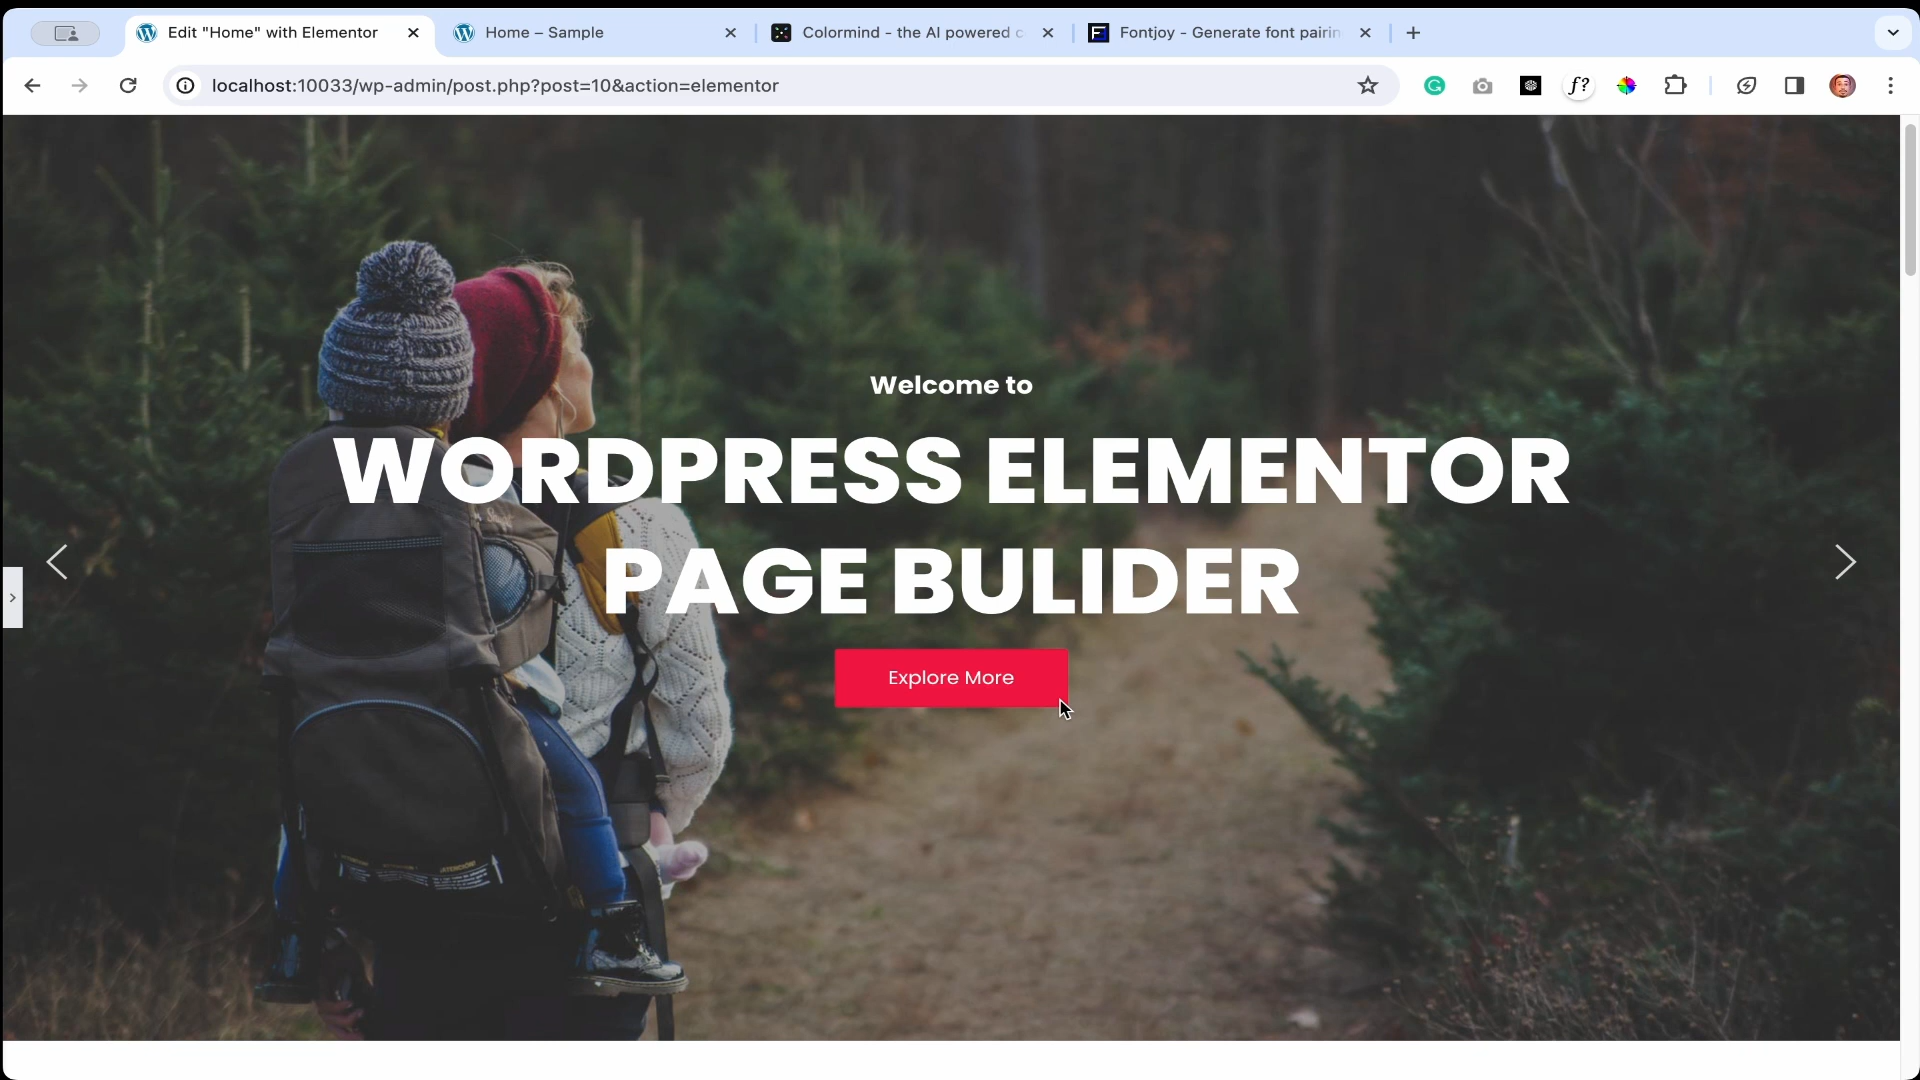 Edit "Home" with Elementor
Home – Sample
Colormind - the AI powered c
Fontjoy - Generate font pairin
localhost:10033/wp-admin/post.php?post=10&action=elementor
f?
Welcome to
WORDPRESS ELEMENTOR
PAGE BULIDER
Explore More